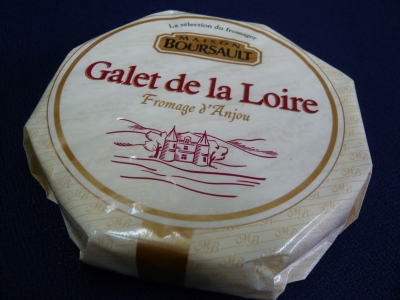 La sélection du fromager
MAISON
BOURSAULT
Galet de la Loire
Fromage d'Anjou